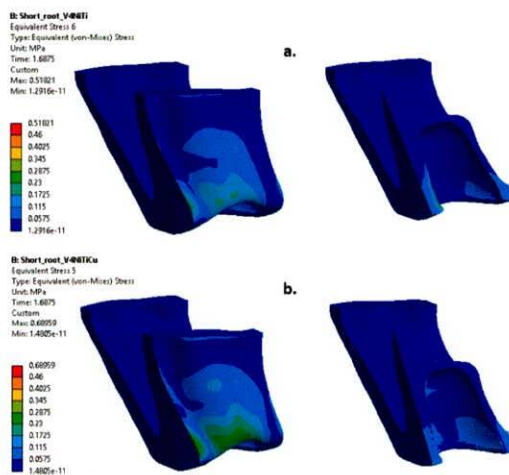 B: Short_root_V4NiTi
Equivalent Stress 6
Type: Equivalent (von-Mises) Stress
Unit: MPa
Time: 1.6875
Custom
Max: 0.51821
Min: 1.2916e-11
0.51821
0.46
0.4025
0.345
0.2875
0.23
0.1725
0.115
0.0575
1.2916e-11
a.
B: Short_root_V4NiTiCu
Equivalent Stress 5
Type: Equivalent (von-Mises) Stress
Unit: MPa
Time: 1.6875
Custom
Max: 0.68959
Min: 1.4805e-11
0.68959
0.46
0.4025
0.345
0.2875
0.23
0.1725
0.115
0.0575
1.4805e-11
b.